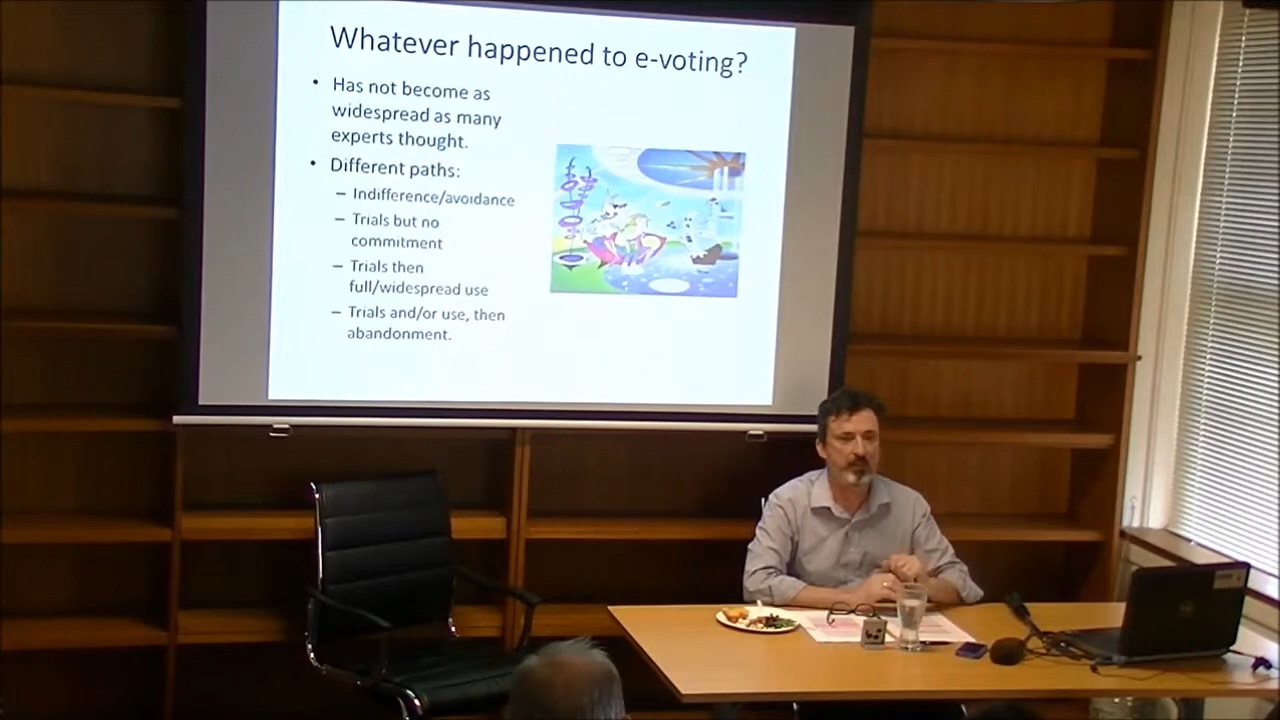 Whatever happened to e-voting?
• Has not become as
widespread as many
experts thought.
• Different paths:
– Indifference/avoidance
– Trials but no
commitment
– Trials then
full/widespread use
– Trials and/or use, then
abandonment.